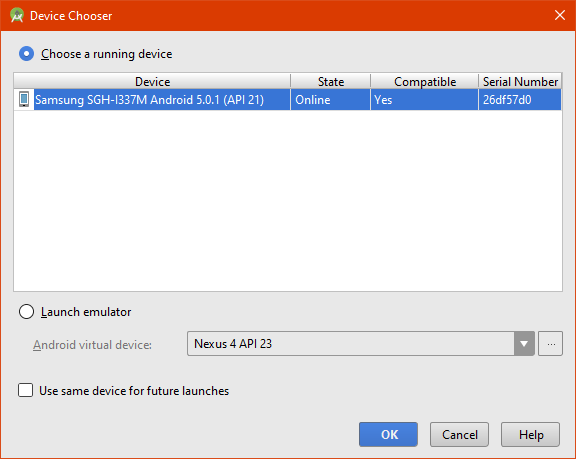 Device Chooser
Choose a running device
Device State Compatible Serial Number
Samsung SGH-I337M Android 5.0.1 (API 21) Online Yes 26df57d0
Launch emulator
Android virtual device: Nexus 4 API 23 ...
Use same device for future launches
OK Cancel Help